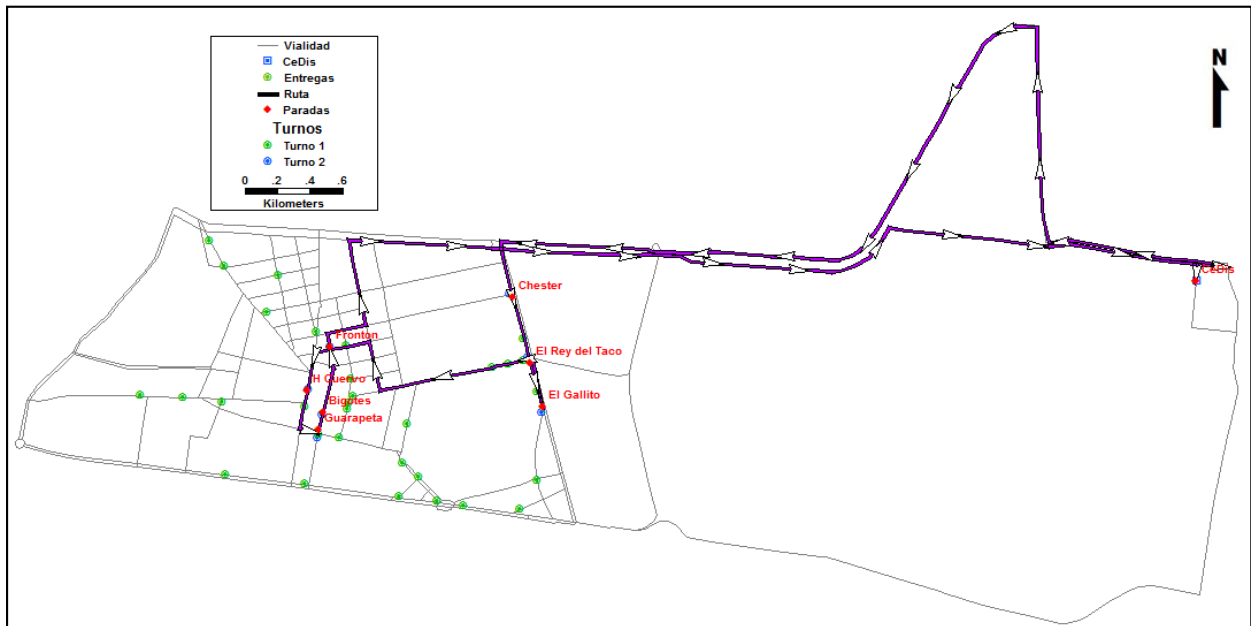 Vialidad
CeDis
Entregas
Ruta
Paradas
Turnos
Turno 1
Turno 2
0 .2 .4 .6
Kilometers
N
CeDis
Chester
Fronton
El Rey del Taco
H Cuervo
El Gallito
Bigotes
Guarapeta